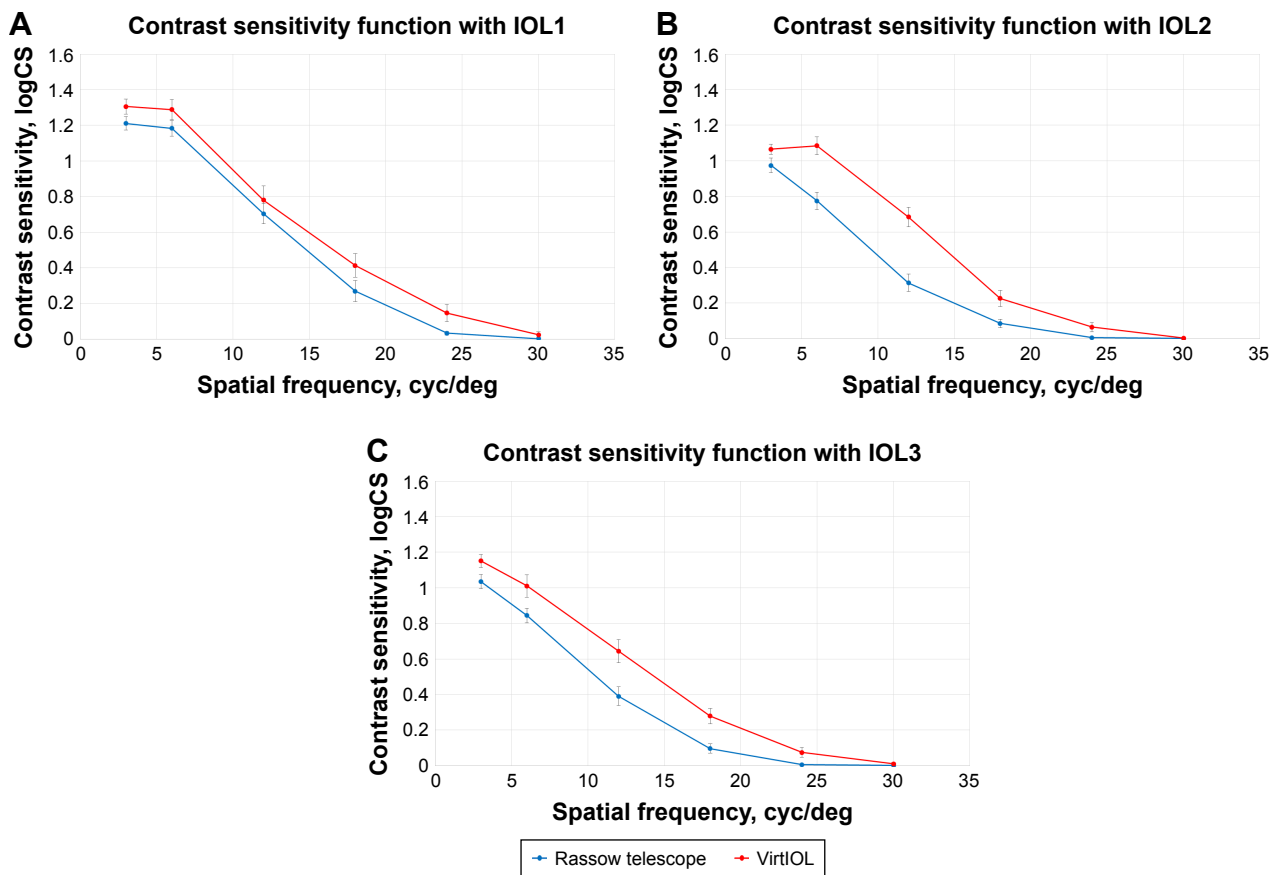 A
Contrast sensitivity function with IOL1
Contrast sensitivity, logCS
1.6
1.4
1.2
1
0.8
0.6
0.4
0.2
0
0 5 10 15 20 25 30 35
Spatial frequency, cyc/deg
B
Contrast sensitivity function with IOL2
Contrast sensitivity, logCS
1.6
1.4
1.2
1
0.8
0.6
0.4
0.2
0
0 5 10 15 20 25 30 35
Spatial frequency, cyc/deg
C
Contrast sensitivity function with IOL3
Contrast sensitivity, logCS
1.6
1.4
1.2
1
0.8
0.6
0.4
0.2
0
0 5 10 15 20 25 30 35
Spatial frequency, cyc/deg
Rassow telescope VirtIOL